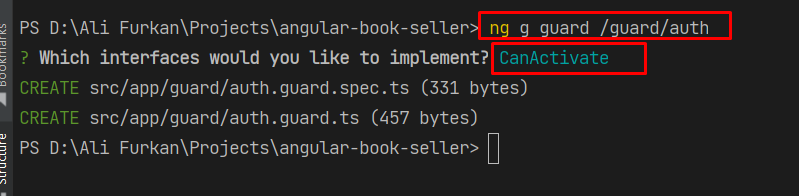 PS D:\Ali Furkan\Projects\angular-book-seller> ng g guard /guard/auth
? Which interfaces would you like to implement? CanActivate
CREATE src/app/guard/auth.guard.spec.ts (331 bytes)
CREATE src/app/guard/auth.guard.ts (457 bytes)
PS D:\Ali Furkan\Projects\angular-book-seller>
Bookmarks
Structure